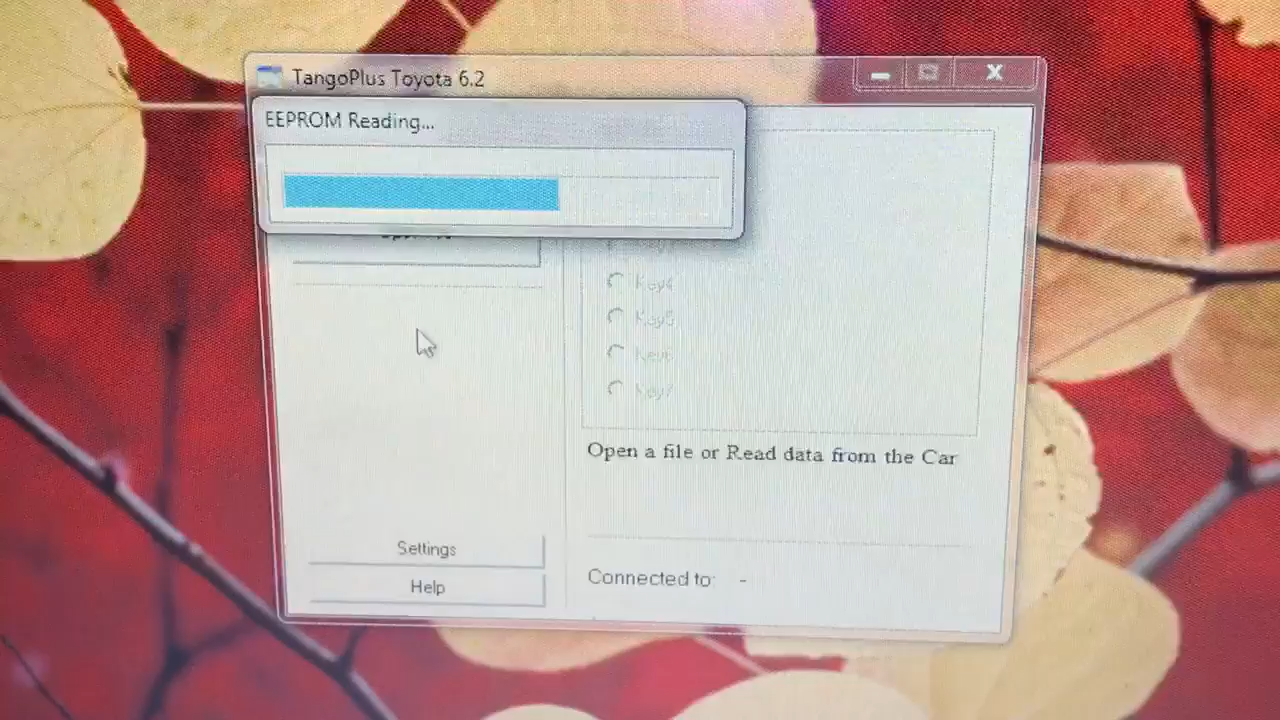 TangoPlus Toyota 6.2
EEPROM Reading...
Key4
Key5
Key6
Key7
Open a file or Read data from the Car
Settings
Help
Connected to: -